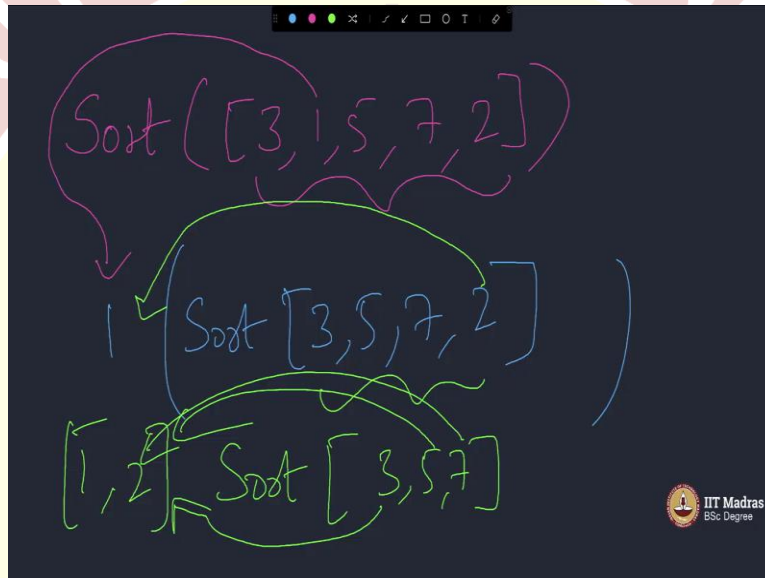 Sort([3,1,5,7,2])
1 (Sort [3,5,7,2])
[1,2] Sort [3,5,7]
T
IIT Madras
BSc Degree